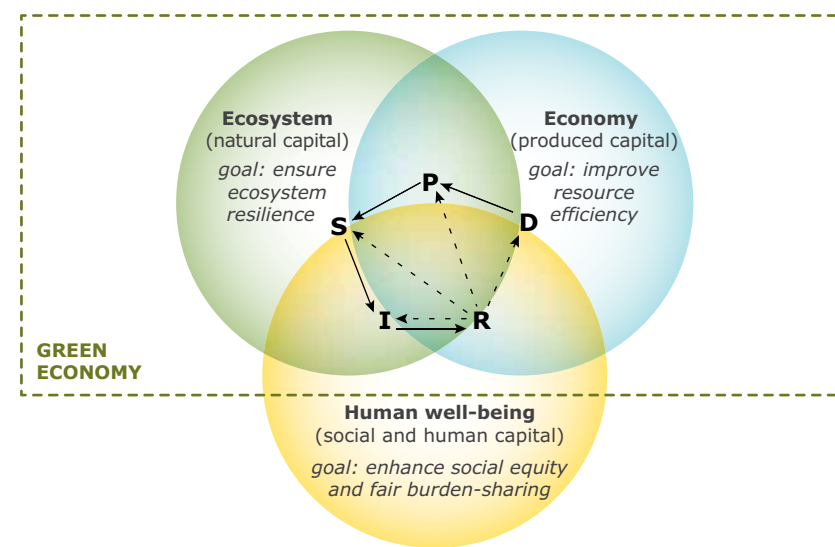 Ecosystem
(natural capital)
goal: ensure
ecosystem
resilience
Economy
(produced capital)
goal: improve
resource
efficiency
P
S
D
I
R
GREEN
ECONOMY
Human well-being
(social and human capital)
goal: enhance social equity
and fair burden-sharing